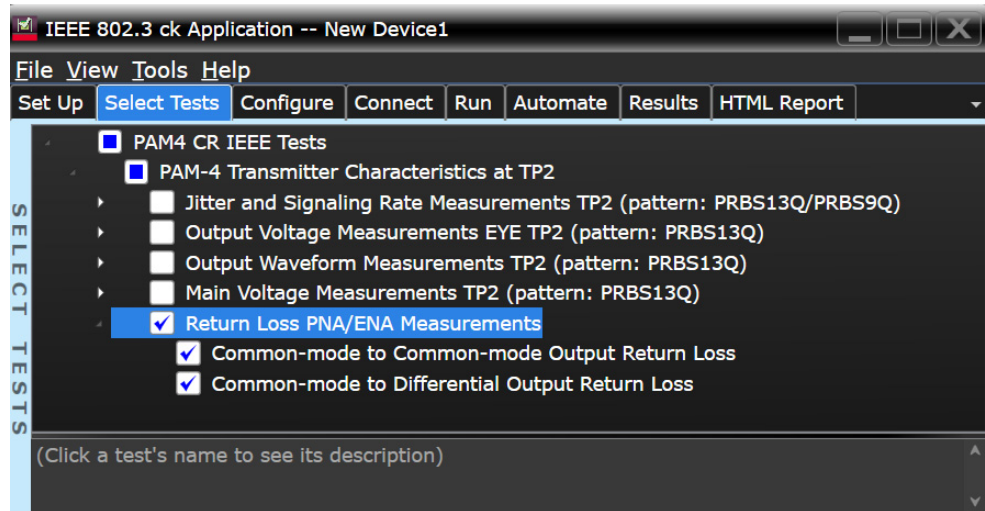 IEEE 802.3 ck Application -- New Device1
File View Tools Help
Set Up Select Tests Configure Connect Run Automate Results HTML Report
PAM4 CR IEEE Tests
PAM-4 Transmitter Characteristics at TP2
Jitter and Signaling Rate Measurements TP2 (pattern: PRBS13Q/PRBS9Q)
Output Voltage Measurements EYE TP2 (pattern: PRBS13Q)
Output Waveform Measurements TP2 (pattern: PRBS13Q)
Main Voltage Measurements TP2 (pattern: PRBS13Q)
Return Loss PNA/ENA Measurements
Common-mode to Common-mode Output Return Loss
Common-mode to Differential Output Return Loss
SELECT TESTS
(Click a test's name to see its description)